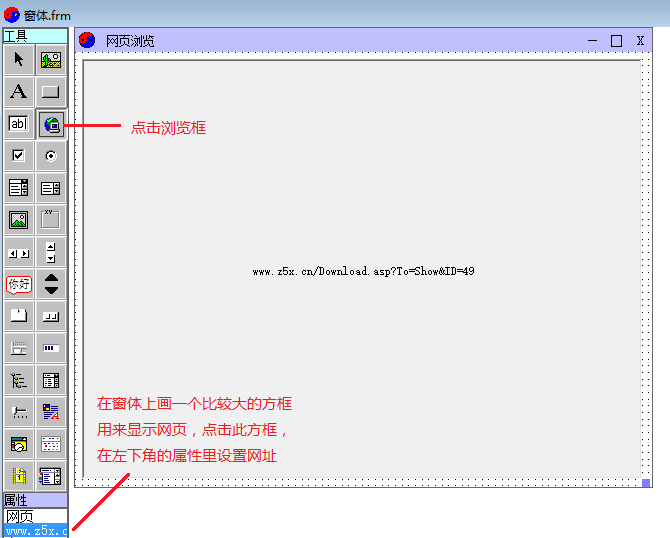 窗体.frm
工具
网页浏览
X
A
ab
点击浏览框
xv
你好
www.z5x.cn/Download.asp?To=Show&ID=49
在窗体上画一个比较大的方框
用来显示网页，点击此方框，
在左下角的属性里设置网址
属性
网页
www.z5x.c